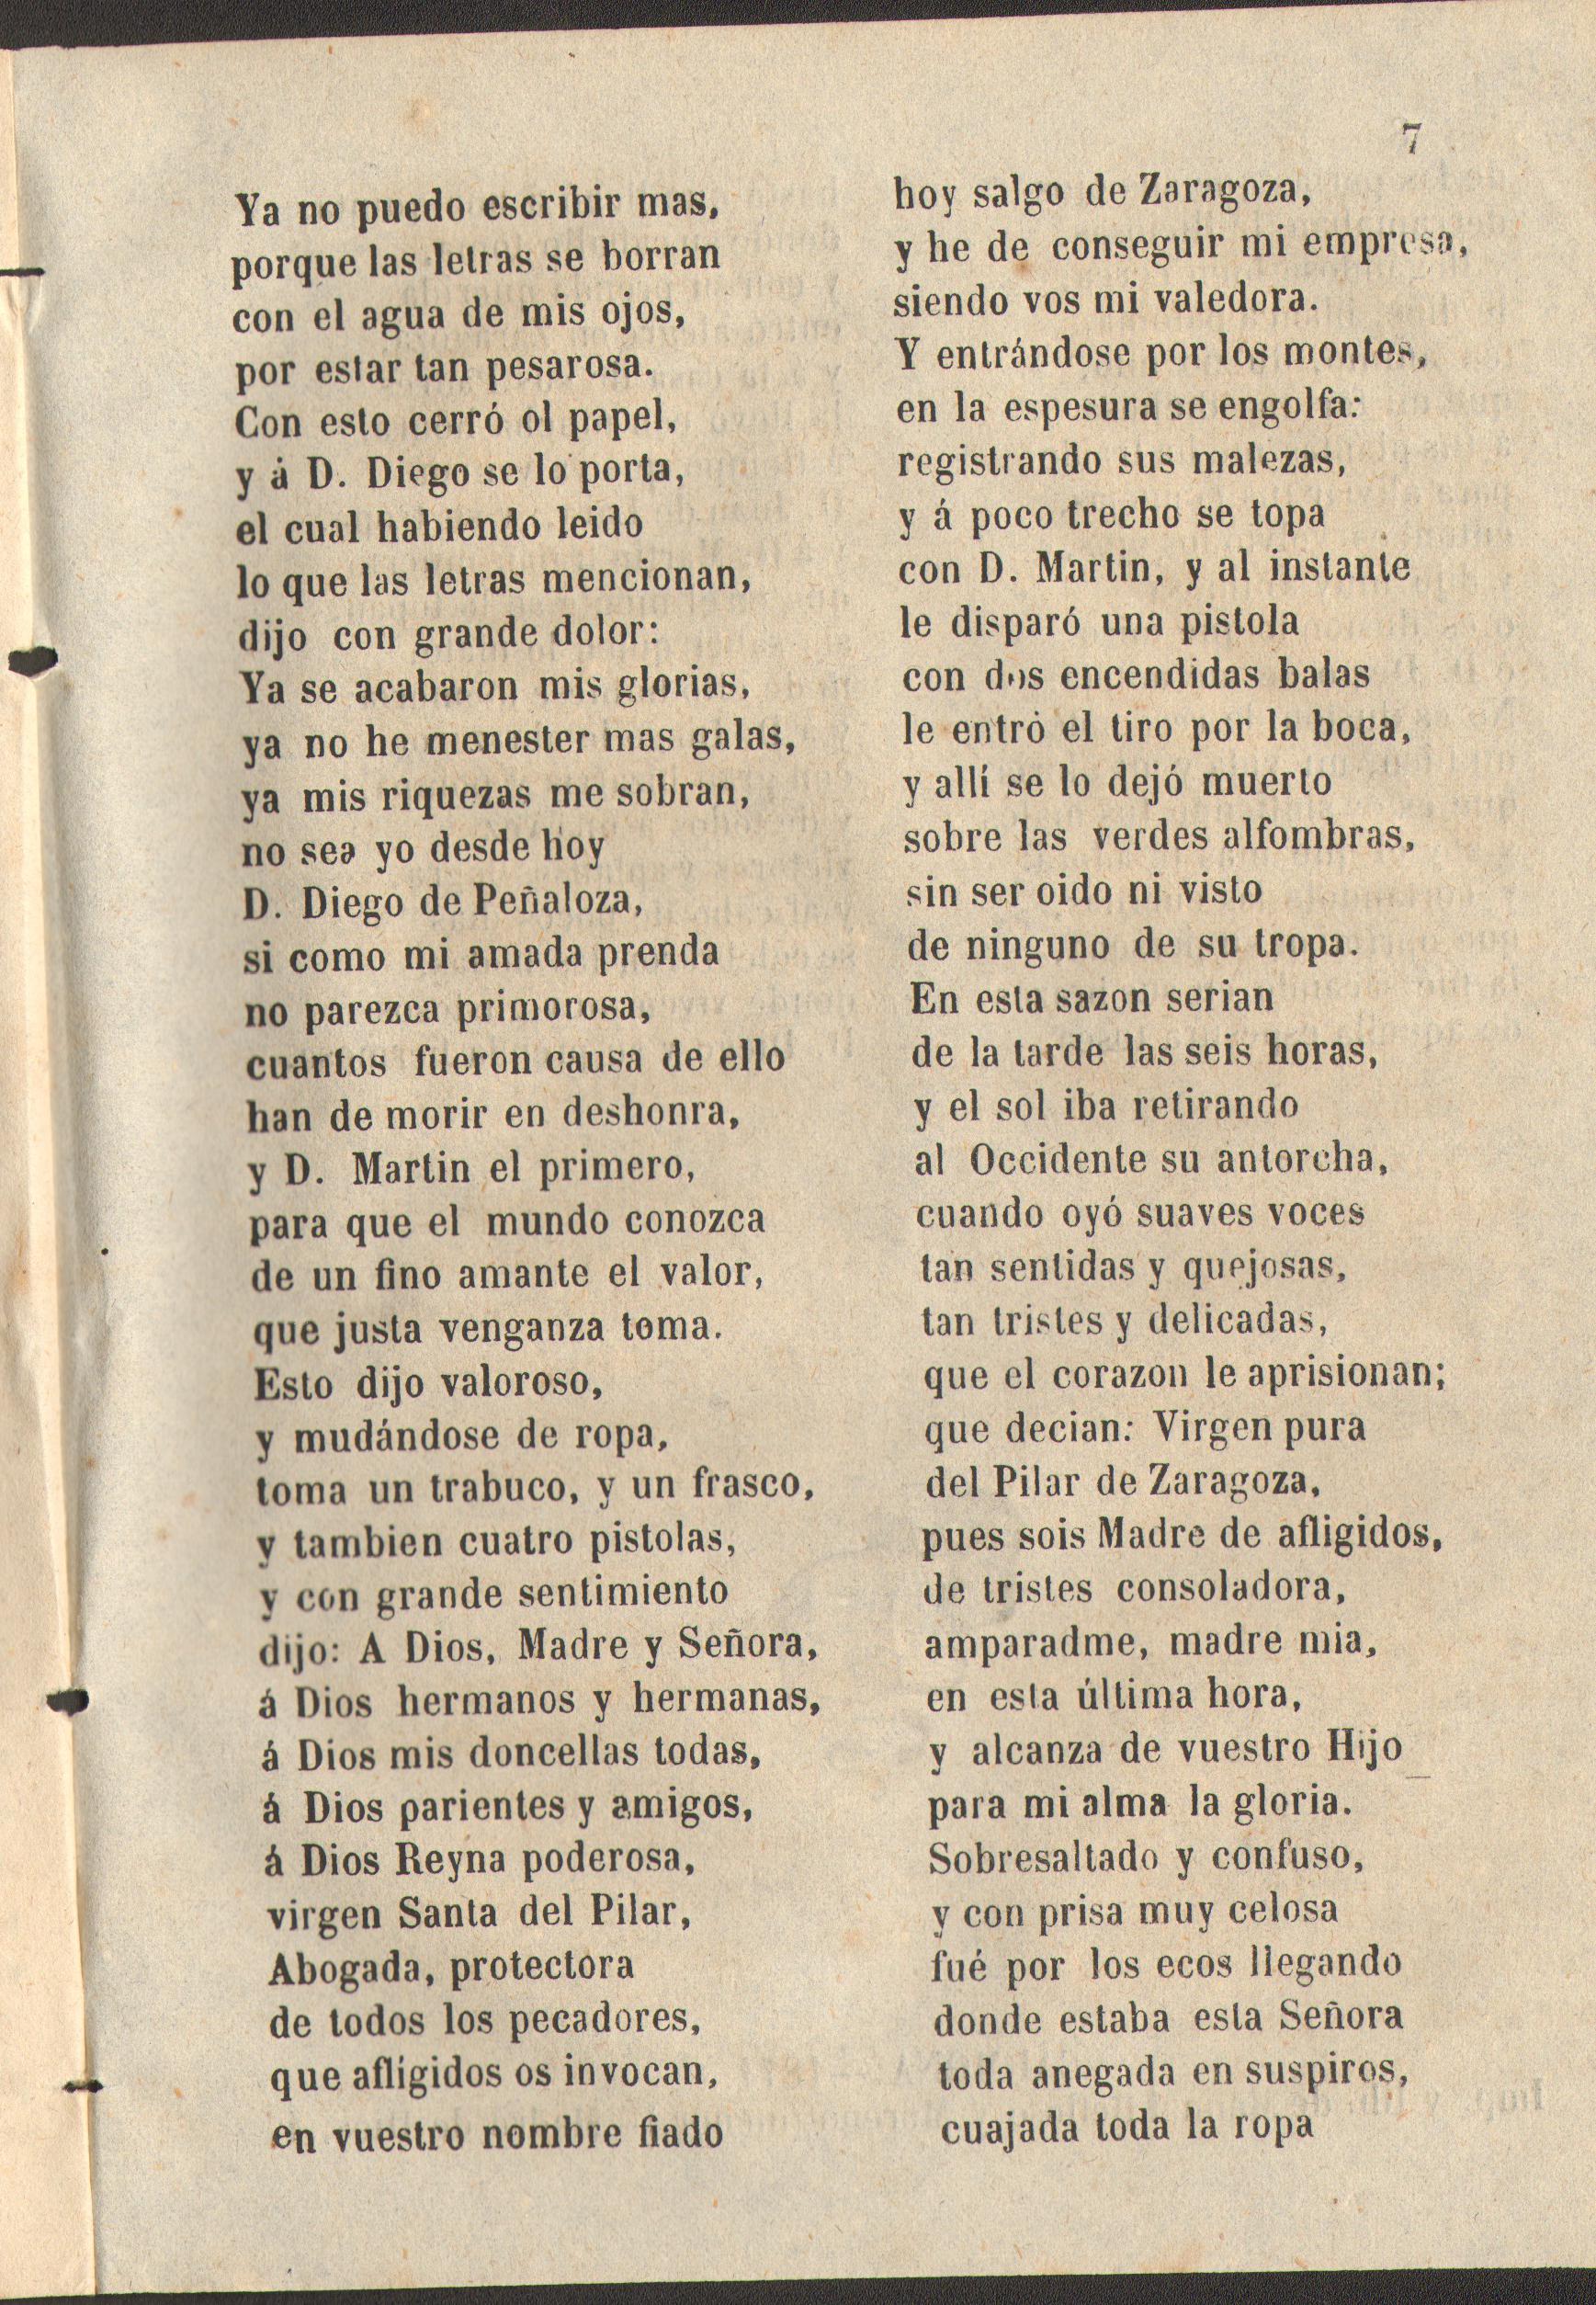 7
Ya no puedo escribir mas,
porque las letras se borran
con el agua de mis ojos,
por estar tan pesarosa.
Con esto cerró ol papel,
y á D. Diego se lo porta,
el cual habiendo leido
lo que las letras mencionan,
dijo con grande dolor:
Ya se acabaron mis glorias,
ya no he menester mas galas,
ya mis riquezas me sobran,
no sea yo desde hoy
D. Diego de Peñaloza,
si como mi amada prenda
no parezca primorosa,
cuantos fueron causa de ello
han de morir en deshonra,
y D. Martin el primero,
para que el mundo conozca
de un fino amante el valor,
que justa venganza toma.
Esto dijo valoroso,
y mudándose de ropa,
toma un trabuco, y un frasco,
y tambien cuatro pistolas,
y con grande sentimiento
dijo: A Dios, Madre y Señora,
á Dios hermanos y hermanas,
á Dios mis doncellas todas,
á Dios parientes y amigos,
á Dios Reyna poderosa,
virgen Santa del Pilar,
Abogada, protectora
de todos los pecadores,
que afligidos os invocan,
en vuestro nombre fiado
hoy salgo de Zaragoza,
y he de conseguir mi empresa,
siendo vos mi valedora.
Y entrándose por los montes,
en la espesura se engolfa:
registrando sus malezas,
y á poco trecho se topa
con D. Martin, y al instante
le disparó una pistola
con dos encendidas balas
le entró el tiro por la boca,
y allí se lo dejó muerto
sobre las verdes alfombras,
sin ser oido ni visto
de ninguno de su tropa.
En esta sazon serian
de la tarde las seis horas,
y el sol iba retirando
al Occidente su antorcha,
cuando oyó suaves voces
tan sentidas y quejosas,
tan tristes y delicadas,
que el corazon le aprisionan;
que decian: Virgen pura
del Pilar de Zaragoza,
pues sois Madre de afligidos,
de tristes consoladora,
amparadme, madre mia,
en esta última hora,
y alcanza de vuestro Hijo
para mi alma la gloria.
Sobresaltado y confuso,
y con prisa muy celosa
fué por los ecos llegando
donde estaba esta Señora
toda anegada en suspiros,
cuajada toda la ropa